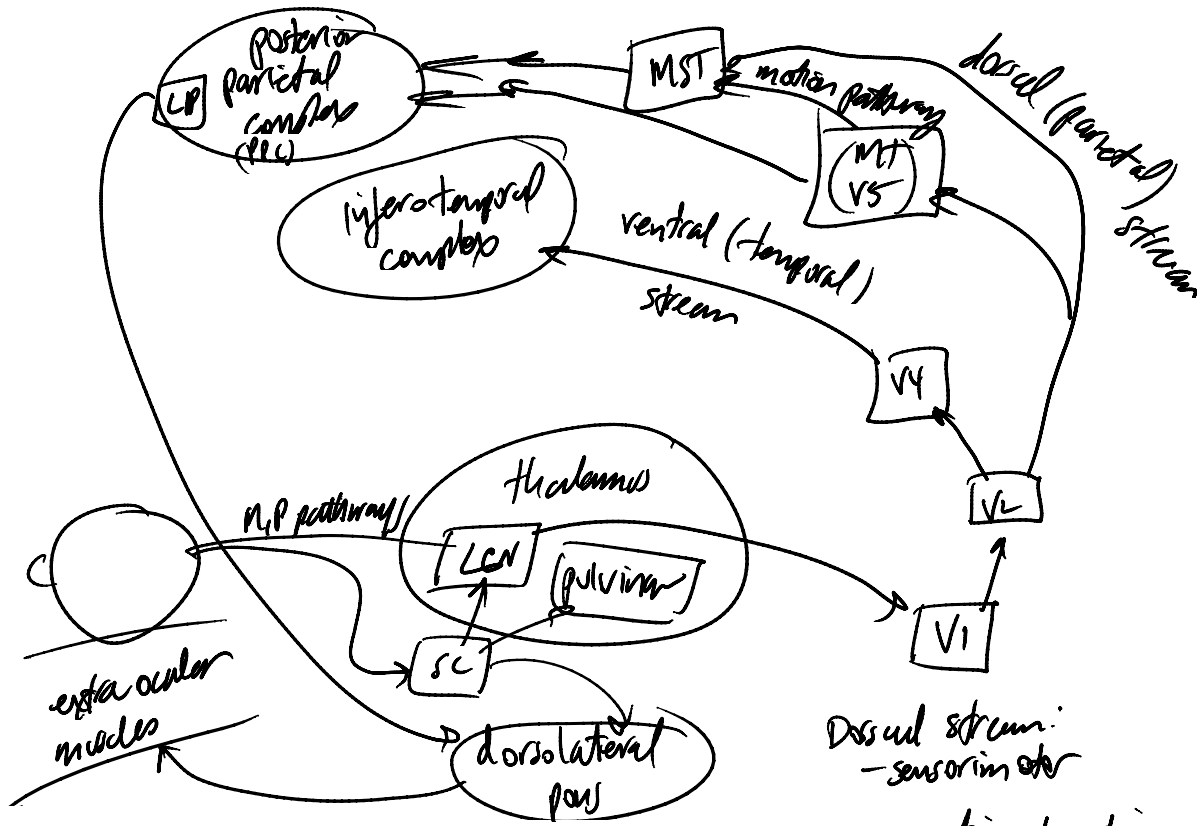 posterior
parietal
complex
(PPC)
LP
MST
motion pathway
dorsal (parietal)
stream
MT
V5
inferotemporal
complex
ventral (temporal)
stream
V4
thalamus
M,P pathways
LGN
pulvinar
V2
SC
V1
extraocular
muscles
dorsolateral
pons
Dorsal stream:
- sensorimotor